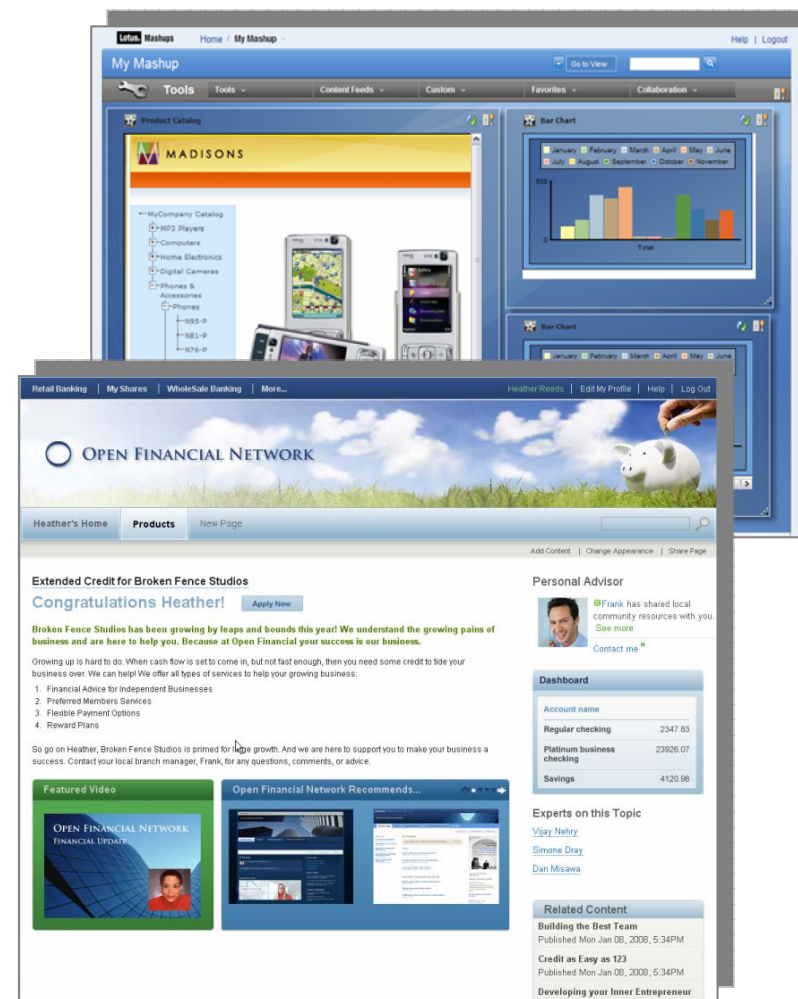 Lotus. Mashups Home / My Mashup Help | Logout
My Mashup Go to View
Tools Tools Content Feeds Custom Favorites Collaboration
Product Catalog
MADISONS
MyCompany Catalog
MP3 Players
Computers
Home Electronics
Digital Cameras
Phones &
Accessories
Phones
N95-P
N81-P
N76-P
Bar Chart
January February March April May June
July August September October November
500
0
Total
Bar Chart
January February March April May June
Retail Banking | My Shares | WholeSale Banking | More...
Heather Reeds | Edit My Profile | Help | Log Out
OPEN FINANCIAL NETWORK
Heather's Home Products New Page
Add Content | Change Appearance | Share Page
Extended Credit for Broken Fence Studios
Congratulations Heather! Apply Now
Broken Fence Studios has been growing by leaps and bounds this year! We understand the growing pains of
business and are here to help you. Because at Open Financial your success is our business.
Growing up is hard to do. When cash flow is set to come in, but not fast enough, then you need some credit to tide your
business over. We can help! We offer all types of services to help your growing business:
1. Financial Advice for Independent Businesses
2. Preferred Members Services
3. Flexible Payment Options
4. Reward Plans
So go on Heather, Broken Fence Studios is primed for huge growth. And we are here to support you to make your business a
success. Contact your local branch manager, Frank, for any questions, comments, or advice.
Featured Video
OPEN FINANCIAL NETWORK
FINANCIAL UPDATE
Open Financial Network Recommends...
Personal Advisor
Frank has shared local
community resources with you.
See more
Contact me
Dashboard
Account name
Regular checking 2347.83
Platinum business 23926.07
checking
Savings 4120.98
Experts on this Topic
Vijay Nehry
Simone Dray
Dan Misawa
Related Content
Building the Best Team
Published Mon Jan 08, 2008, 5:34PM
Credit as Easy as 123
Published Mon Jan 08, 2008, 5:34PM
Developing your Inner Entrepreneur